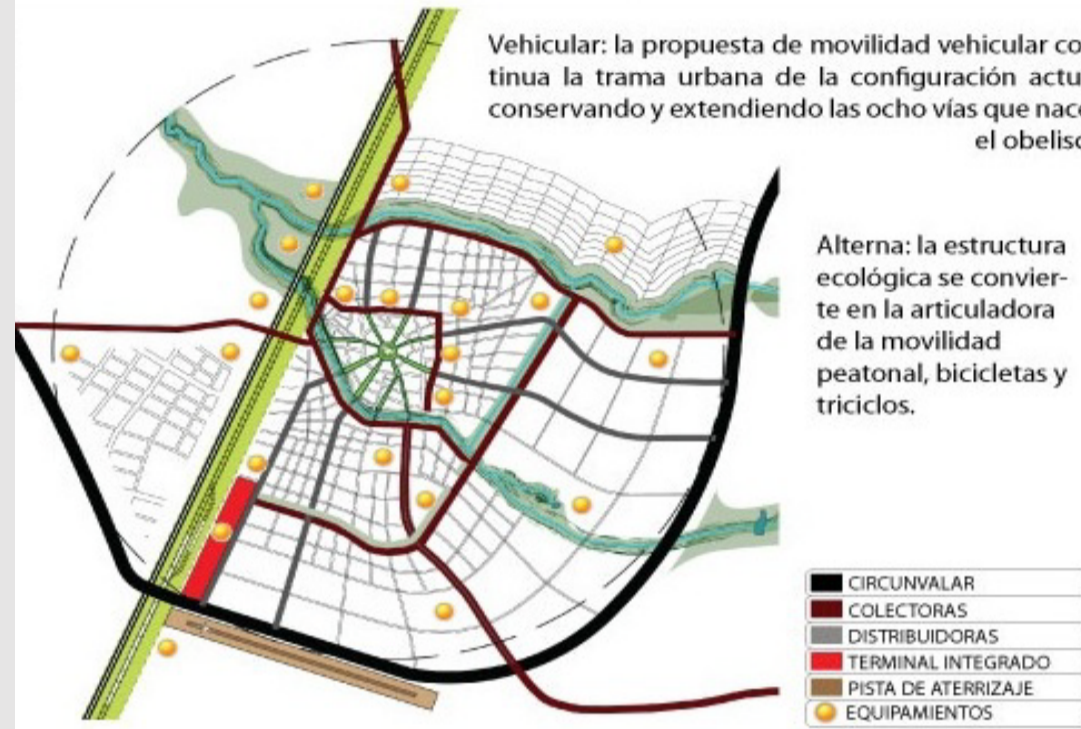 Vehicular: la propuesta de movilidad vehicular co
tinua la trama urbana de la configuración actu
conservando y extendiendo las ocho vías que nac
el obelis
Alterna: la estructura
ecológica se convier-
te en la articuladora
de la movilidad
peatonal, bicicletas y
triciclos.
CIRCUNVALAR
COLECTORAS
DISTRIBUIDORAS
TERMINAL INTEGRADO
PISTA DE ATERRIZAJE
EQUIPAMIENTOS